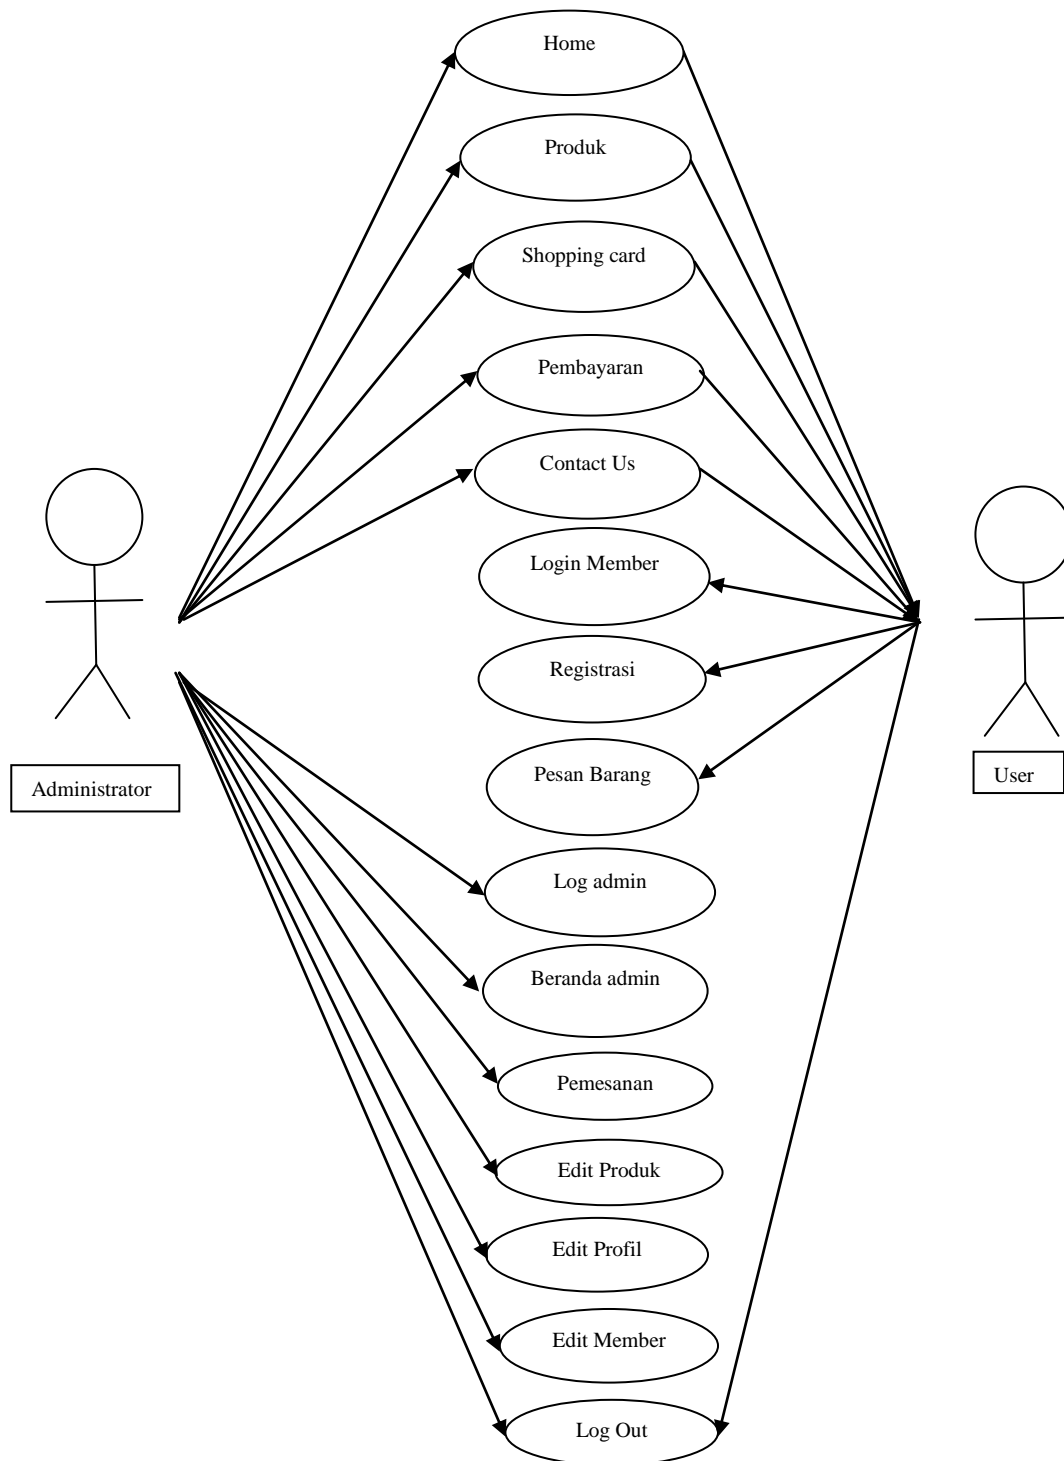 Home
Produk
Shopping card
Pembayaran
Contact Us
Login Member
Registrasi
Pesan Barang
Administrator
User
Log admin
Beranda admin
Pemesanan
Edit Produk
Edit Profil
Edit Member
Log Out